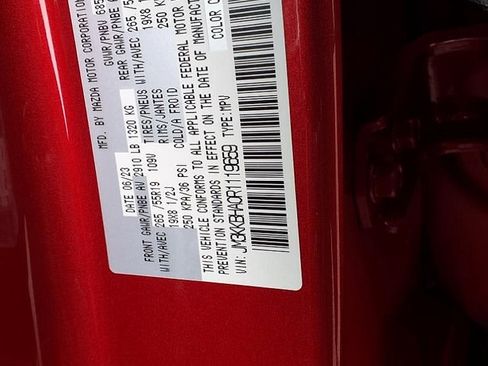 MFD. BY MAZDA MOTOR CORPORATION
DATE 06/23 GVWR/PNBV
FRONT GAWR/PNBE AV 2910 LB 1320 KG REAR GAWR/PNBE
WITH/AVEC 265 /55R19 109V TIRES/PNEUS WITH/AVEC 265 /55
19X8 1/2J RIMS/JANTES 19X8 1
250 KPA/36 PSI COLD/A FROID 250 K
THIS VEHICLE CONFORMS TO ALL APPLICABLE FEDERAL MOTOR
PREVENTION STANDARDS IN EFFECT ON THE DATE OF MANUFACT
VIN: TYPE: MPV COLOR